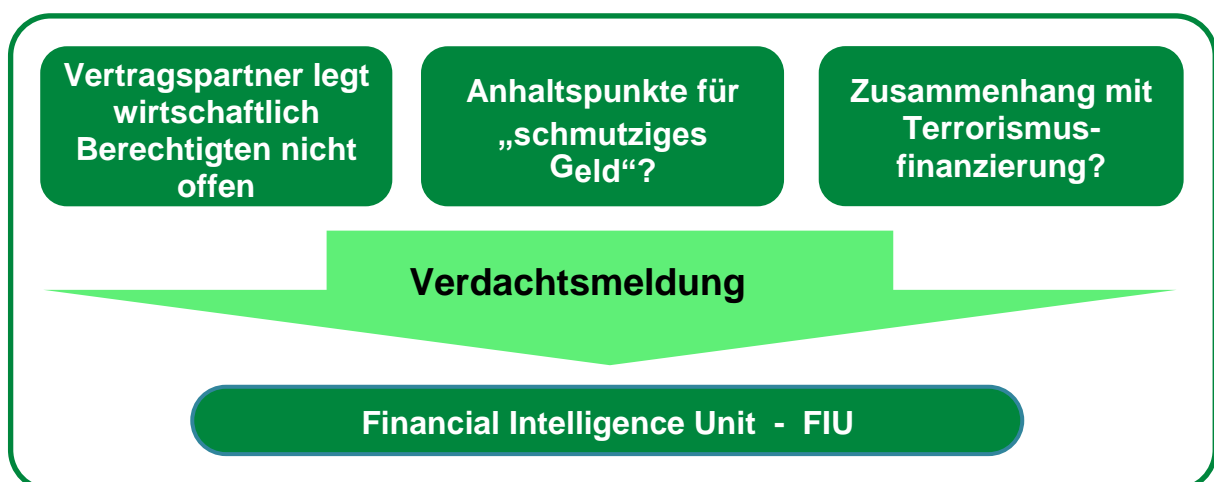 Vertragspartner legt
wirtschaftlich
Berechtigten nicht
offen
Anhaltspunkte für
„schmutziges
Geld“?
Zusammenhang mit
Terrorismus-
finanzierung?
Verdachtsmeldung
Financial Intelligence Unit - FIU